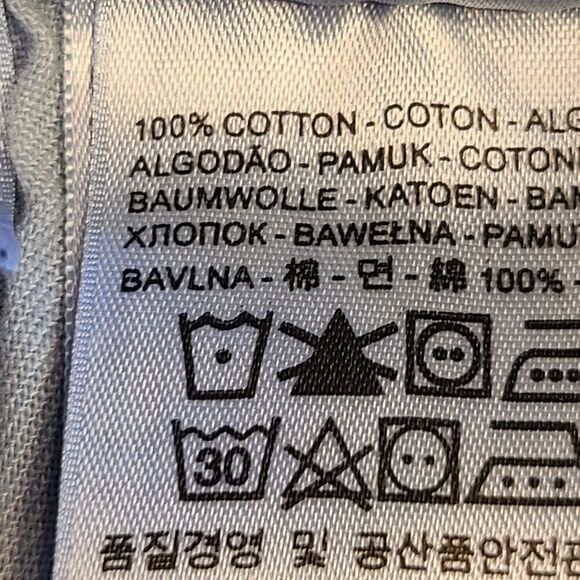 100% COTTON - COTON - ALG
ALGODÃO - PAMUK - COTON
BAUMWOLLE - KATOEN - BA
ХЛОПОК - BAWEŁNA - PAMU
BAVLNA - 棉 - 면 - 綿 100% -
30
품질경영 및 공산품안전관